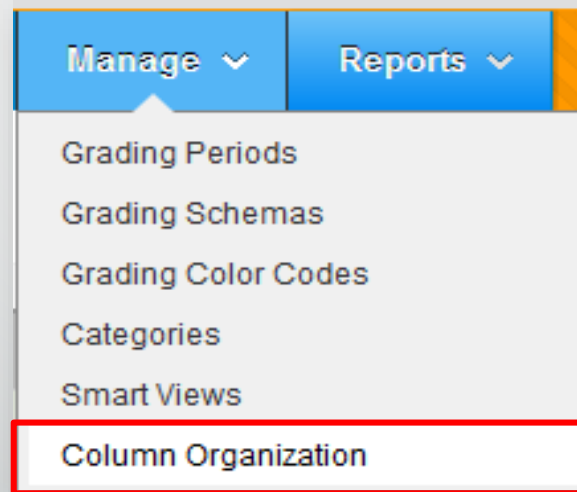 Manage Reports
Grading Periods
Grading Schemas
Grading Color Codes
Categories
Smart Views
Column Organization